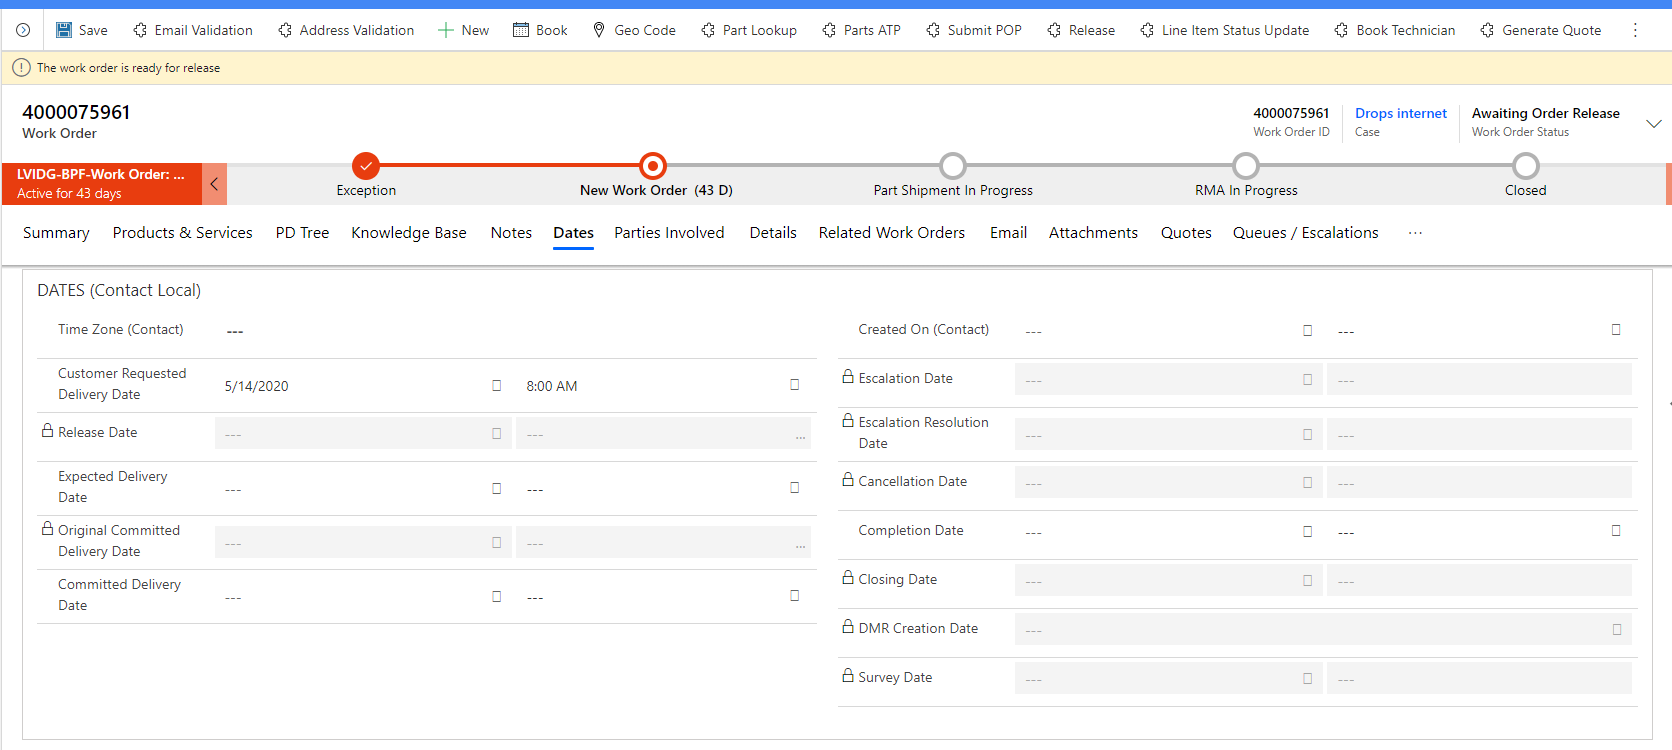 Save Email Validation Address Validation New Book Geo Code Part Lookup Parts ATP Submit POP Release Line Item Status Update Book Technician Generate Quote
The work order is ready for release
4000075961
Work Order
4000075961 Drops internet Awaiting Order Release
Work Order ID Case Work Order Status
LVIDG-BPF-Work Order: ...
Active for 43 days
Exception New Work Order (43 D) Part Shipment In Progress RMA In Progress Closed
Summary Products & Services PD Tree Knowledge Base Notes Dates Parties Involved Details Related Work Orders Email Attachments Quotes Queues / Escalations ...
DATES (Contact Local)
Time Zone (Contact) ---
Customer Requested
Delivery Date
5/14/2020 8:00 AM
Release Date --- --- ...
Expected Delivery
Date
--- ---
Original Committed
Delivery Date
--- --- ...
Committed Delivery
Date
--- ---
Created On (Contact) --- ---
Escalation Date --- ---
Escalation Resolution
Date
--- ---
Cancellation Date --- ---
Completion Date --- ---
Closing Date --- ---
DMR Creation Date ---
Survey Date --- ---